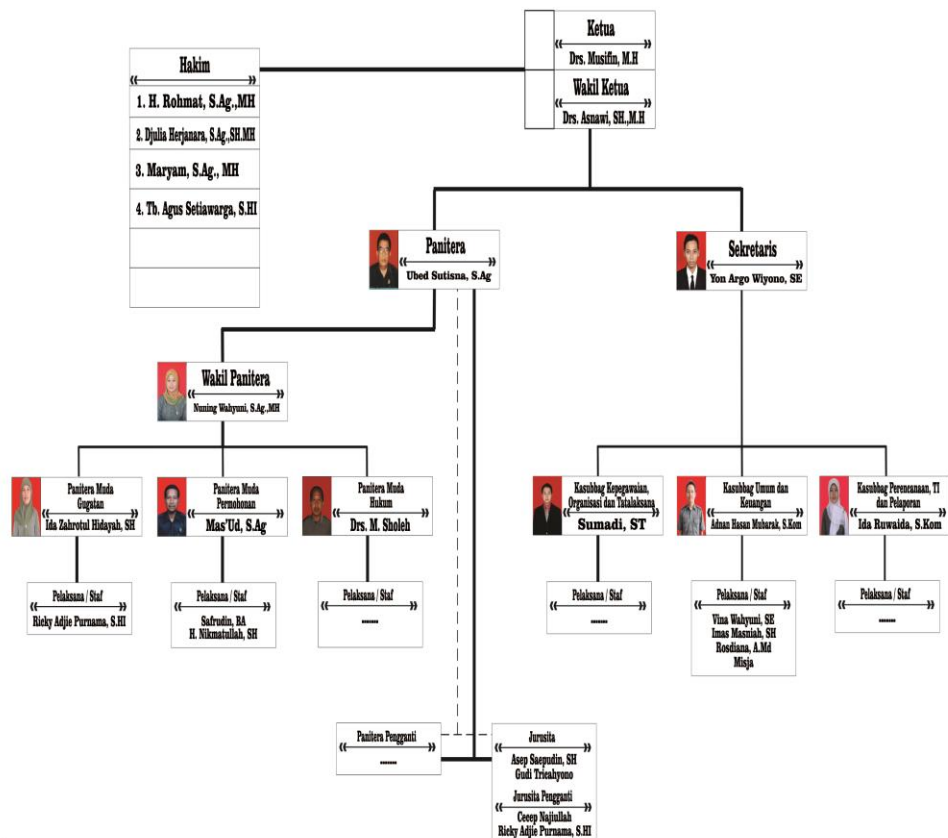 Ketua
Drs. Musifin, M.H
Wakil Ketua
Drs. Asnawi, SH.,M.H
Hakim
1. H. Rohmat, S.Ag.,MH
2. Djulia Herjanara, S.Ag.,SH.MH
3. Maryam, S.Ag., MH
4. Tb. Agus Setiawarga, S.HI
Panitera
Ubed Sutisna, S.Ag
Sekretaris
Yon Argo Wiyono, SE
Wakil Panitera
Nuning Wahyuni, S.Ag.,MH
Panitera Muda
Gugatan
Ida Zahrotul Hidayah, SH
Panitera Muda
Permohonan
Mas'Ud, S.Ag
Panitera Muda
Hukum
Drs. M. Sholeh
Kasubbag Kepegawaian,
Organisasi dan Tatalaksana
Sumadi, ST
Kasubbag Umum dan
Keuangan
Adnan Hasan Mubarak, S.Kom
Kasubbag Perencanaan, TI
dan Pelaporan
Ida Ruwaida, S.Kom
Pelaksana / Staf
Ricky Adjie Purnama, S.HI
Pelaksana / Staf
Safrudin, BA
H. Nikmatullah, SH
Pelaksana / Staf
-------
Pelaksana / Staf
-------
Pelaksana / Staf
Vina Wahyuni, SE
Imas Masniah, SH
Rosdiana, A.Md
Misja
Pelaksana / Staf
-------
Panitera Pengganti
-------
Jurusita
Asep Saepudin, SH
Gudi Tricahyono
Jurusita Pengganti
Cecep Najiullah
Ricky Adjie Purnama, S.HI